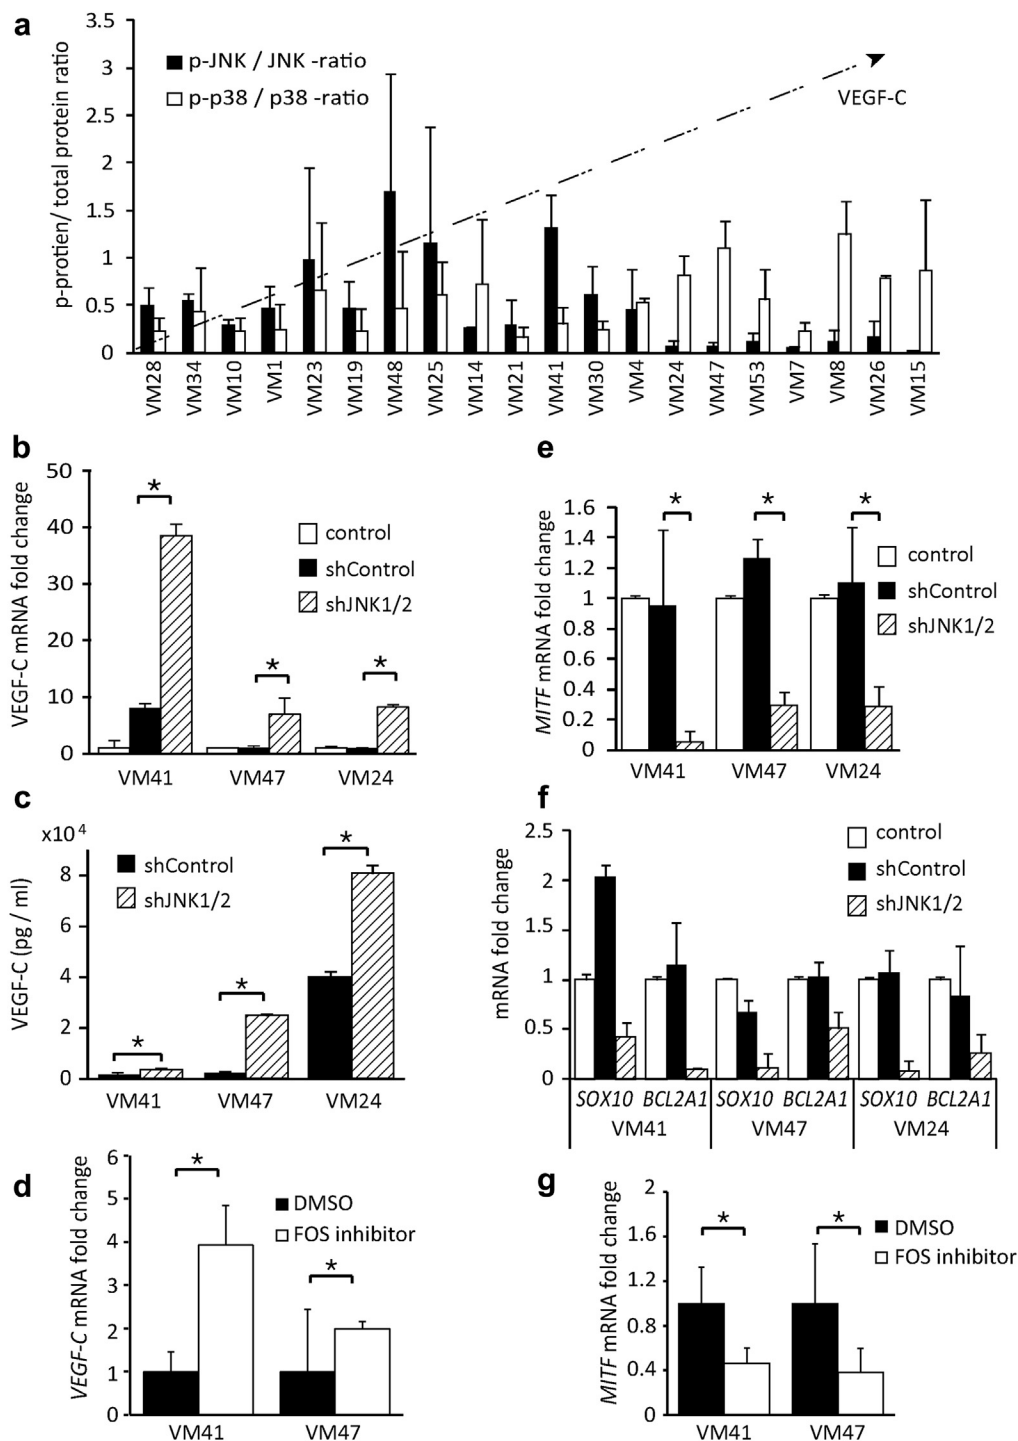 a
p-protien/ total protein ratio
3.5
3
2.5
2
1.5
1
0.5
0
p-JNK / JNK -ratio
p-p38 / p38 -ratio
VEGF-C
VM28
VM34
VM10
VM1
VM23
VM19
VM48
VM25
VM14
VM21
VM41
VM30
VM4
VM24
VM47
VM53
VM7
VM8
VM26
VM15
b
VEGF-C mRNA fold change
50
40
30
20
10
0
*
*
*
control
shControl
shJNK1/2
VM41 VM47 VM24
c
VEGF-C (pg / ml)
x10 4
8
6
4
2
0
shControl
shJNK1/2
*
*
*
VM41 VM47 VM24
d
VEGF-C mRNA fold change
6
5
4
3
2
1
0
*
*
DMSO
FOS inhibitor
VM41 VM47
e
MITF mRNA fold change
1.6
1.4
1.2
1
0.8
0.6
0.4
0.2
0
* * *
control
shControl
shJNK1/2
VM41 VM47 VM24
f
mRNA fold change
2.5
2
1.5
1
0.5
0
control
shControl
shJNK1/2
SOX10 BCL2A1 SOX10 BCL2A1 SOX10 BCL2A1
VM41 VM47 VM24
g
MITF mRNA fold change
2
1.6
1.2
0.8
0.4
0
* *
DMSO
FOS inhibitor
VM41 VM47